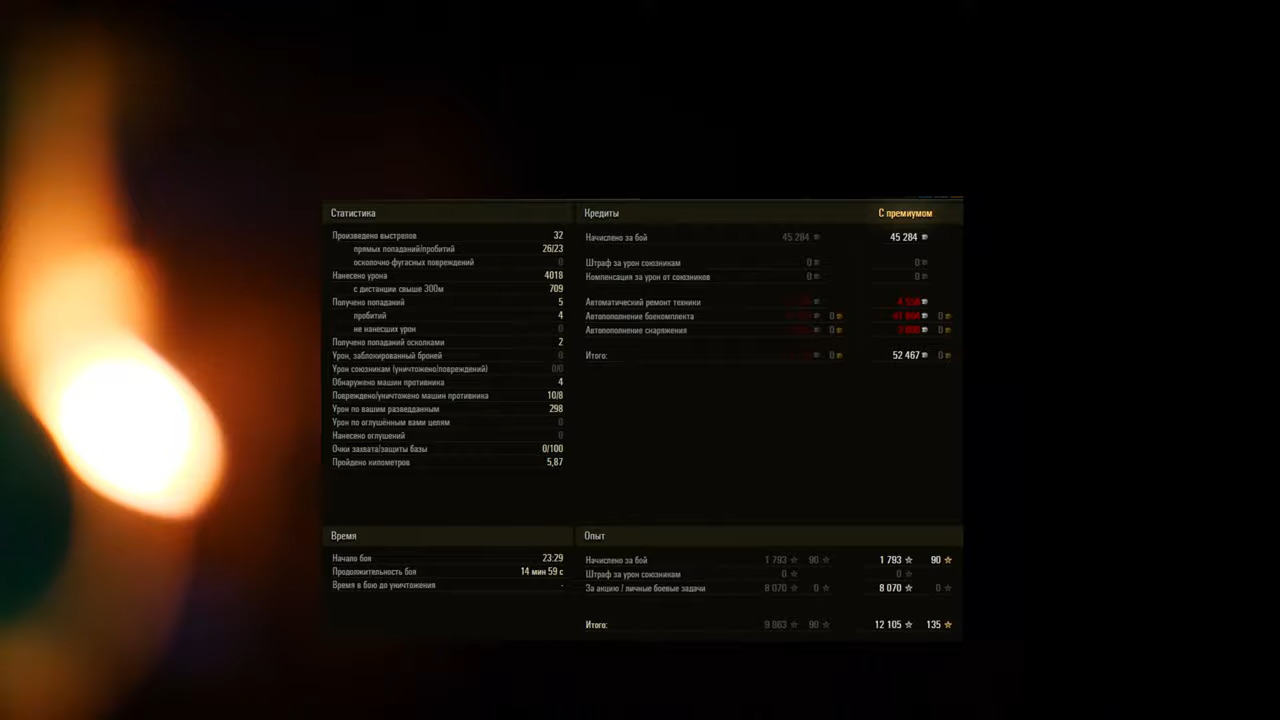 Статистика
Произведено выстрелов 32
прямых попаданий/пробитий 26/23
осколочно-фугасных повреждений 0
Нанесено урона 4018
с дистанции свыше 300м 709
Получено попаданий 5
пробитий 4
не нанесших урон 0
Получено попаданий осколками 2
Урон, заблокированный броней 0
Урон союзникам (уничтожено/повреждений) 0/0
Обнаружено машин противника 4
Повреждено/уничтожено машин противника 10/8
Урон по вашим разведданным 298
Урон по оглушённым вами целям 0
Нанесено оглушений 0
Очки захвата/защиты базы 0/100
Пройдено километров 5,87
Кредиты С премиумом
Начислено за бой 45 284 45 284
Штраф за урон союзникам 0 0
Компенсация за урон от союзников 0 0
Автоматический ремонт техники
Автопополнение боекомплекта 0 0
Автопополнение снаряжения 0 0
Итого: 0 52 467 0
Время
Начало боя 23:29
Продолжительность боя 14 мин 59 с
Время в бою до уничтожения -
Опыт
Начислено за бой 1 793 90 1 793 90
Штраф за урон союзникам 0 0
За акцию / личные боевые задачи 8 070 0 8 070 0
Итого: 9 863 90 12 105 135